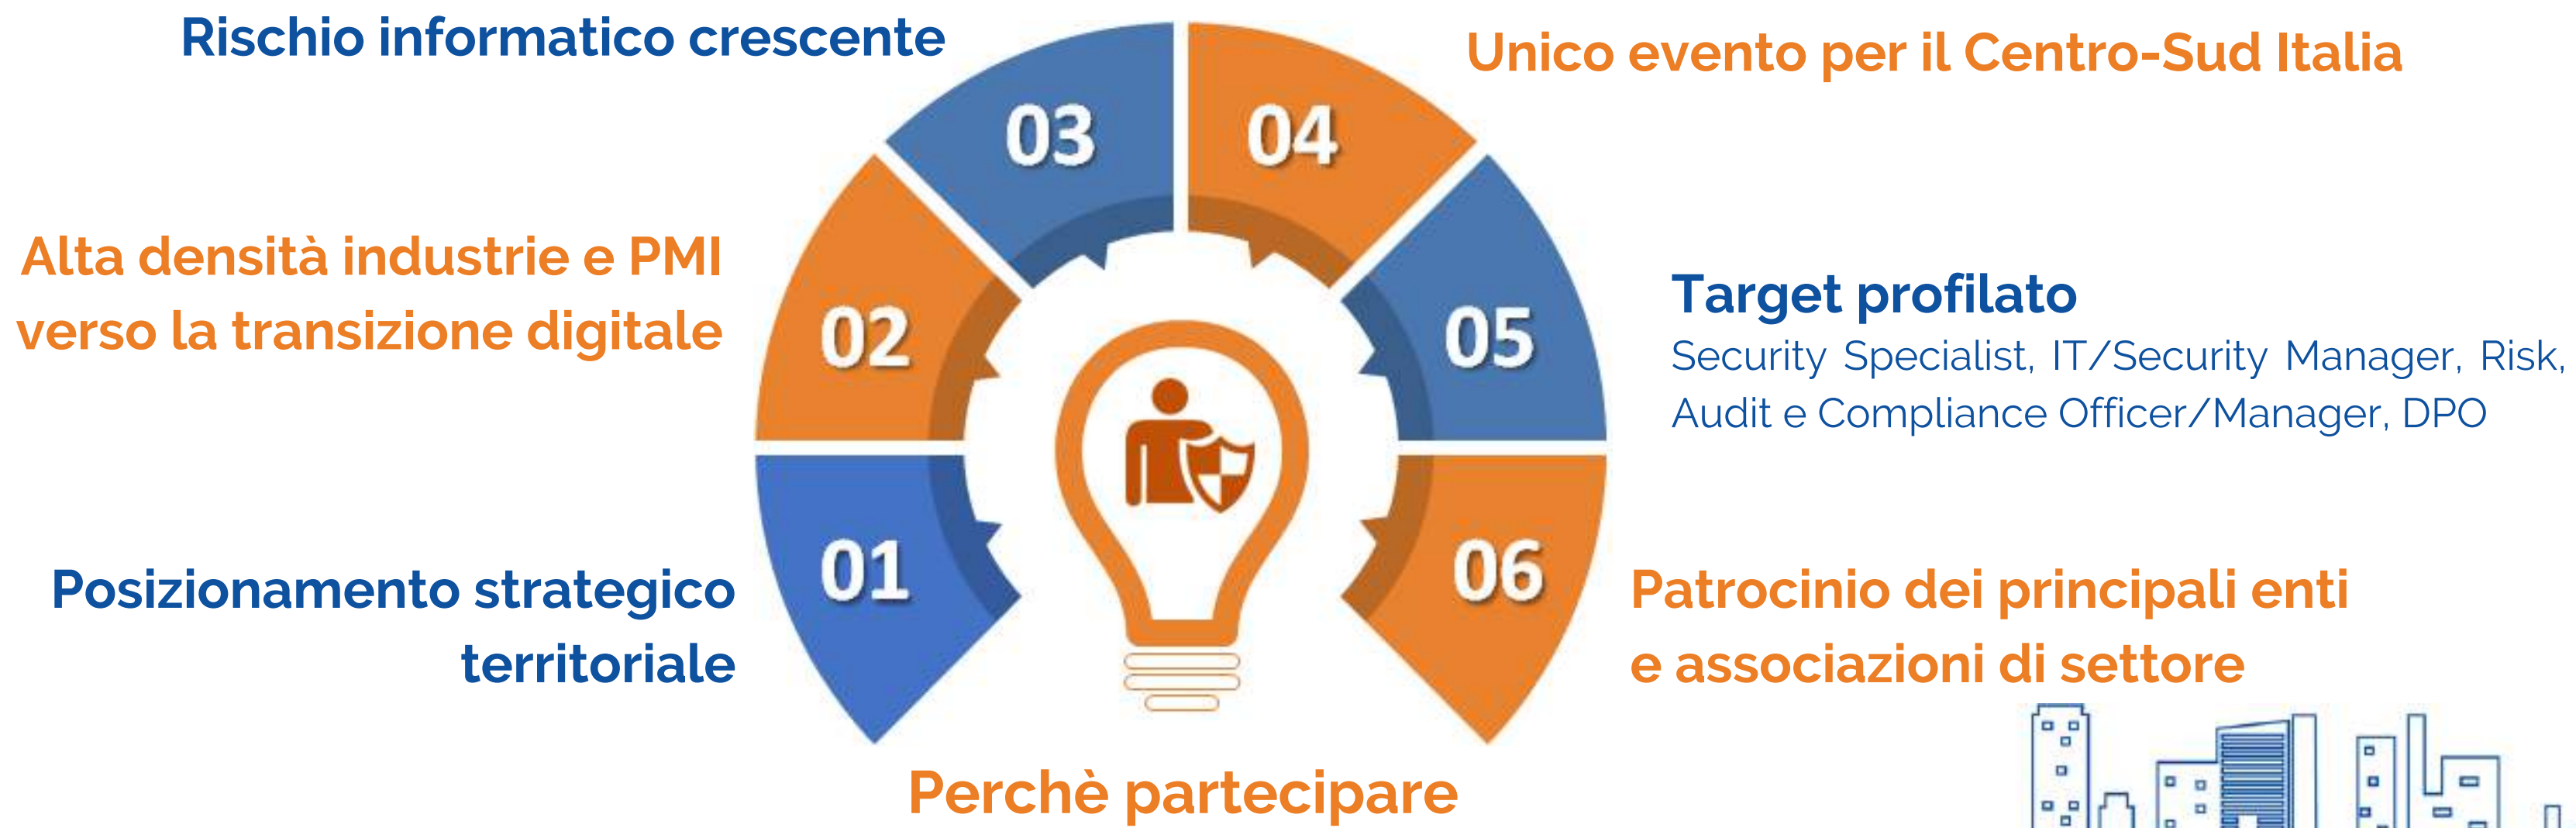 Rischio informatico crescente
Unico evento per il Centro-Sud Italia
03
04
Alta densità industrie e PMI
verso la transizione digitale
02
05
Target profilato
Security Specialist, IT/Security Manager, Risk,
Audit e Compliance Officer/Manager, DPO
Posizionamento strategico
territoriale
01
06
Patrocinio dei principali enti
e associazioni di settore
Perchè partecipare